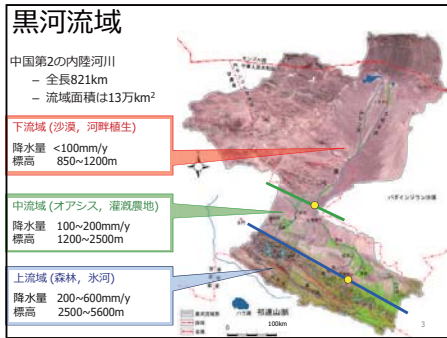 黒河流域
中国第2の内陸河川
– 全長821km
– 流域面積は13万km²
下流域 (沙漠，河畔植生)
降水量 <100mm/y
標高 850~1200m
中流域 (オアシス，灌漑農地)
降水量 100~200mm/y
標高 1200~2500m
上流域 (森林，氷河)
降水量 200~600mm/y
標高 2500~5600m
バダインジャラン沙漠
ハラ湖
祁連山脈
0 100km
3